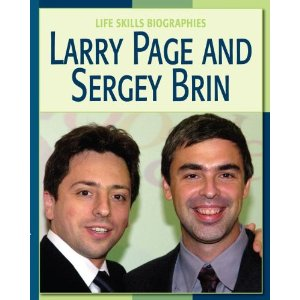 LIFE SKILLS BIOGRAPHIES
LARRY PAGE AND
SERGEY BRIN